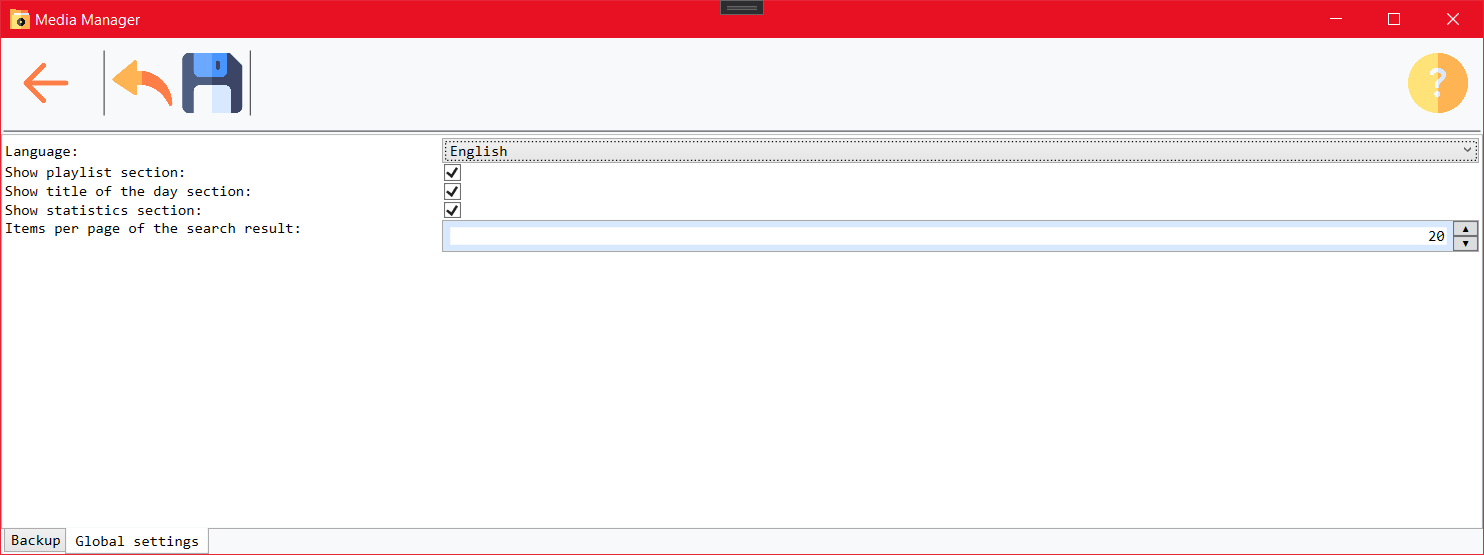 Media Manager
?
Language: English
Show playlist section:
Show title of the day section:
Show statistics section:
Items per page of the search result: 20
Backup Global settings